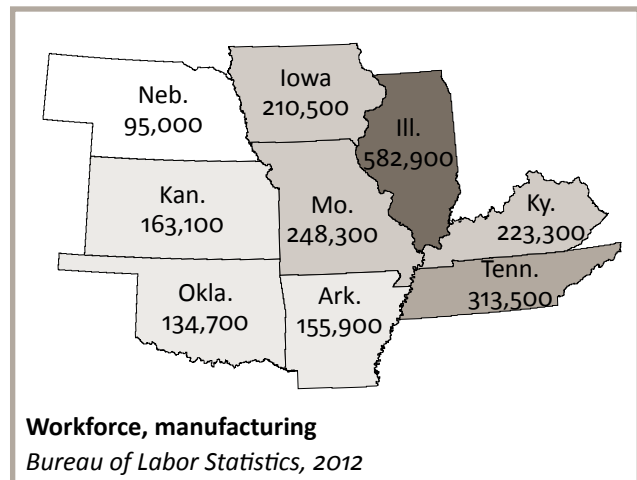 Iowa
210,500
Neb.
95,000
Ill.
582,900
Kan.
163,100
Mo.
248,300
Ky.
223,300
Tenn.
313,500
Okla.
134,700
Ark.
155,900
Workforce, manufacturing
Bureau of Labor Statistics, 2012